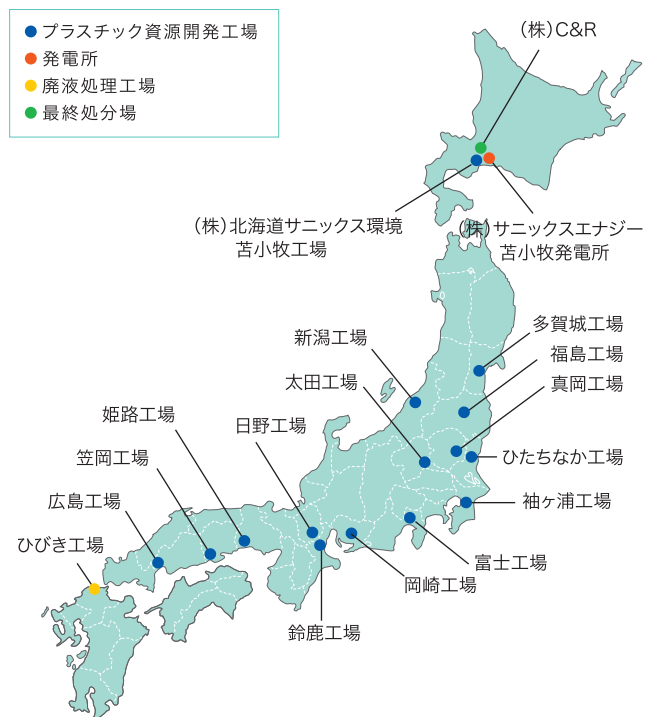 プラスチック資源開発工場
発電所
廃液処理工場
最終処分場
(株)C&R
(株)北海道サニックス環境
苫小牧工場
(株)サニックスエナジー
苫小牧発電所
多賀城工場
新潟工場
福島工場
太田工場
真岡工場
姫路工場
日野工場
笠岡工場
ひたちなか工場
広島工場
袖ヶ浦工場
ひびき工場
富士工場
岡崎工場
鈴鹿工場